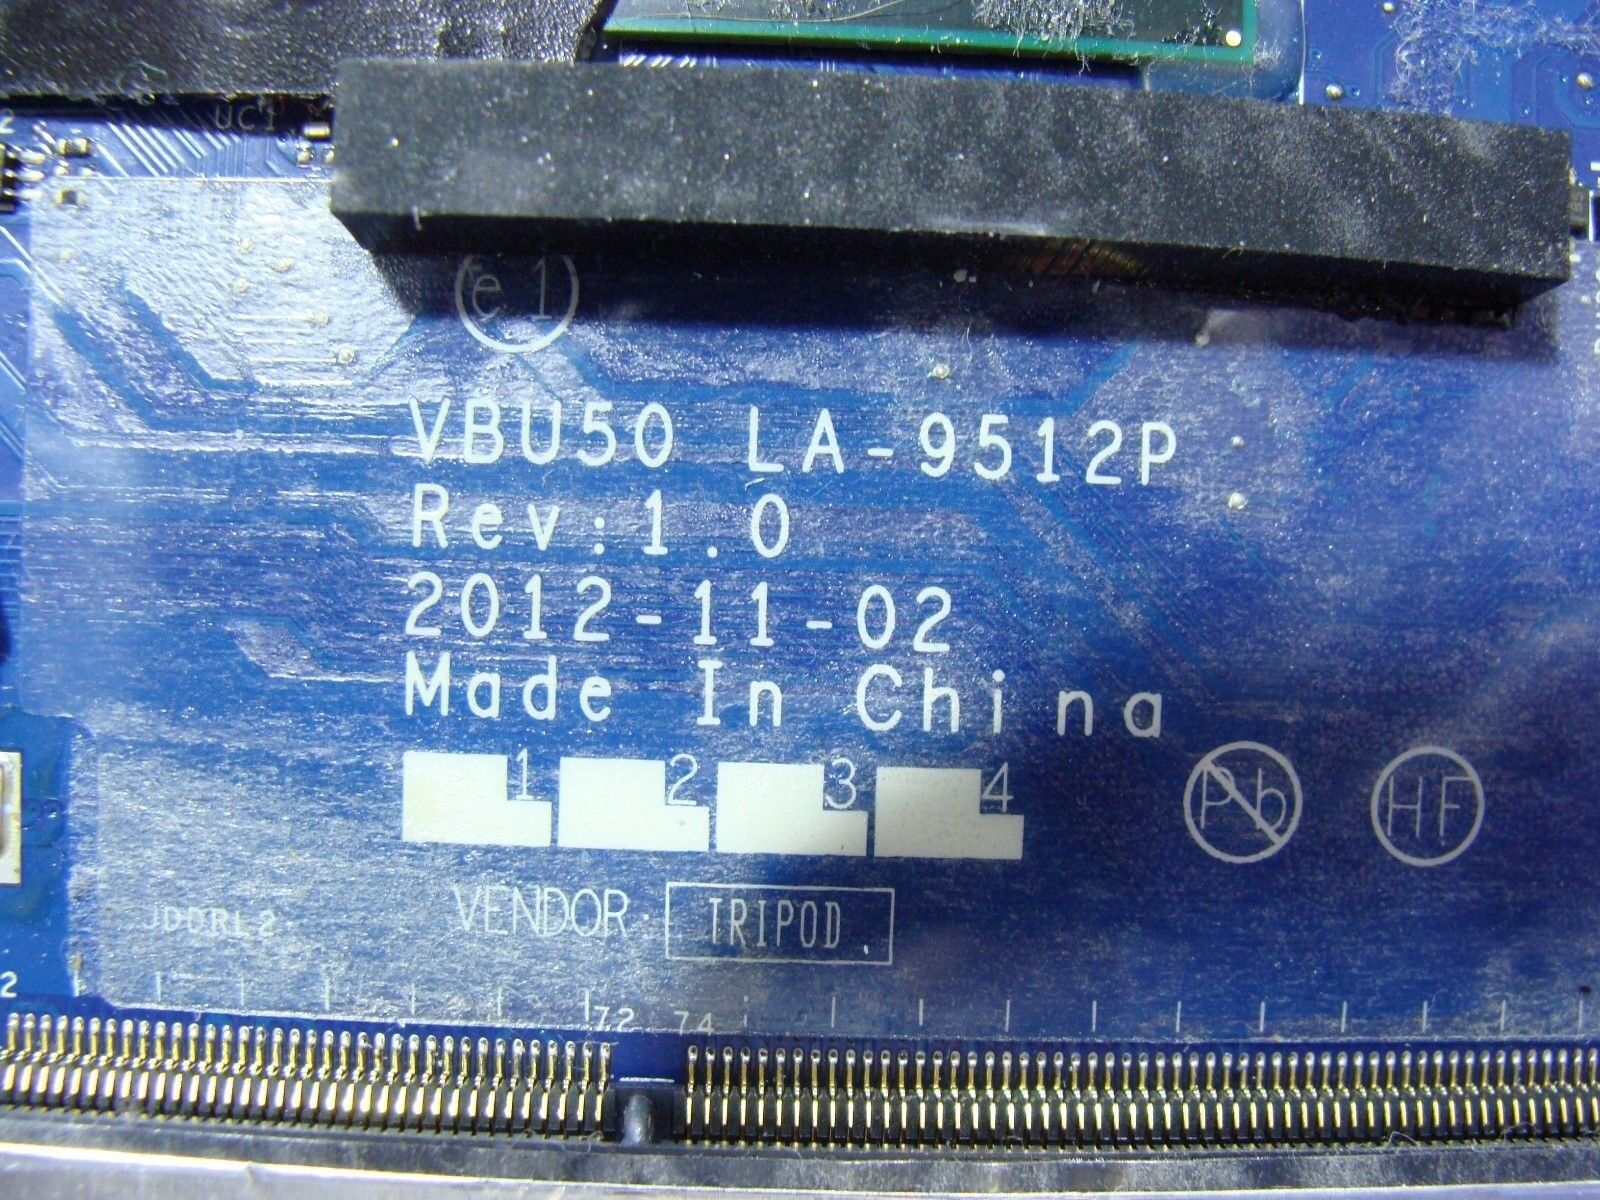 UC1
e1
VBU50 LA-9512P
Rev:1.0
2012-11-02
Made In China
1 2 3 4
Pb HF
VENDOR: TRIPOD
JDDRL2
2
72 74